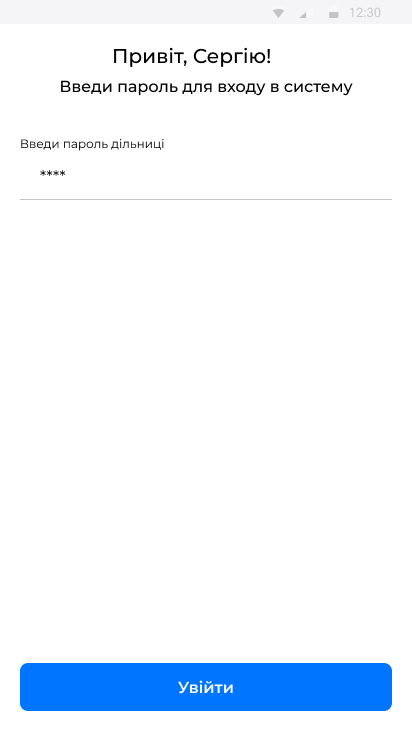 12:30
Привіт, Сергію!
Введи пароль для входу в систему
Введи пароль дільниці
****
Увійти